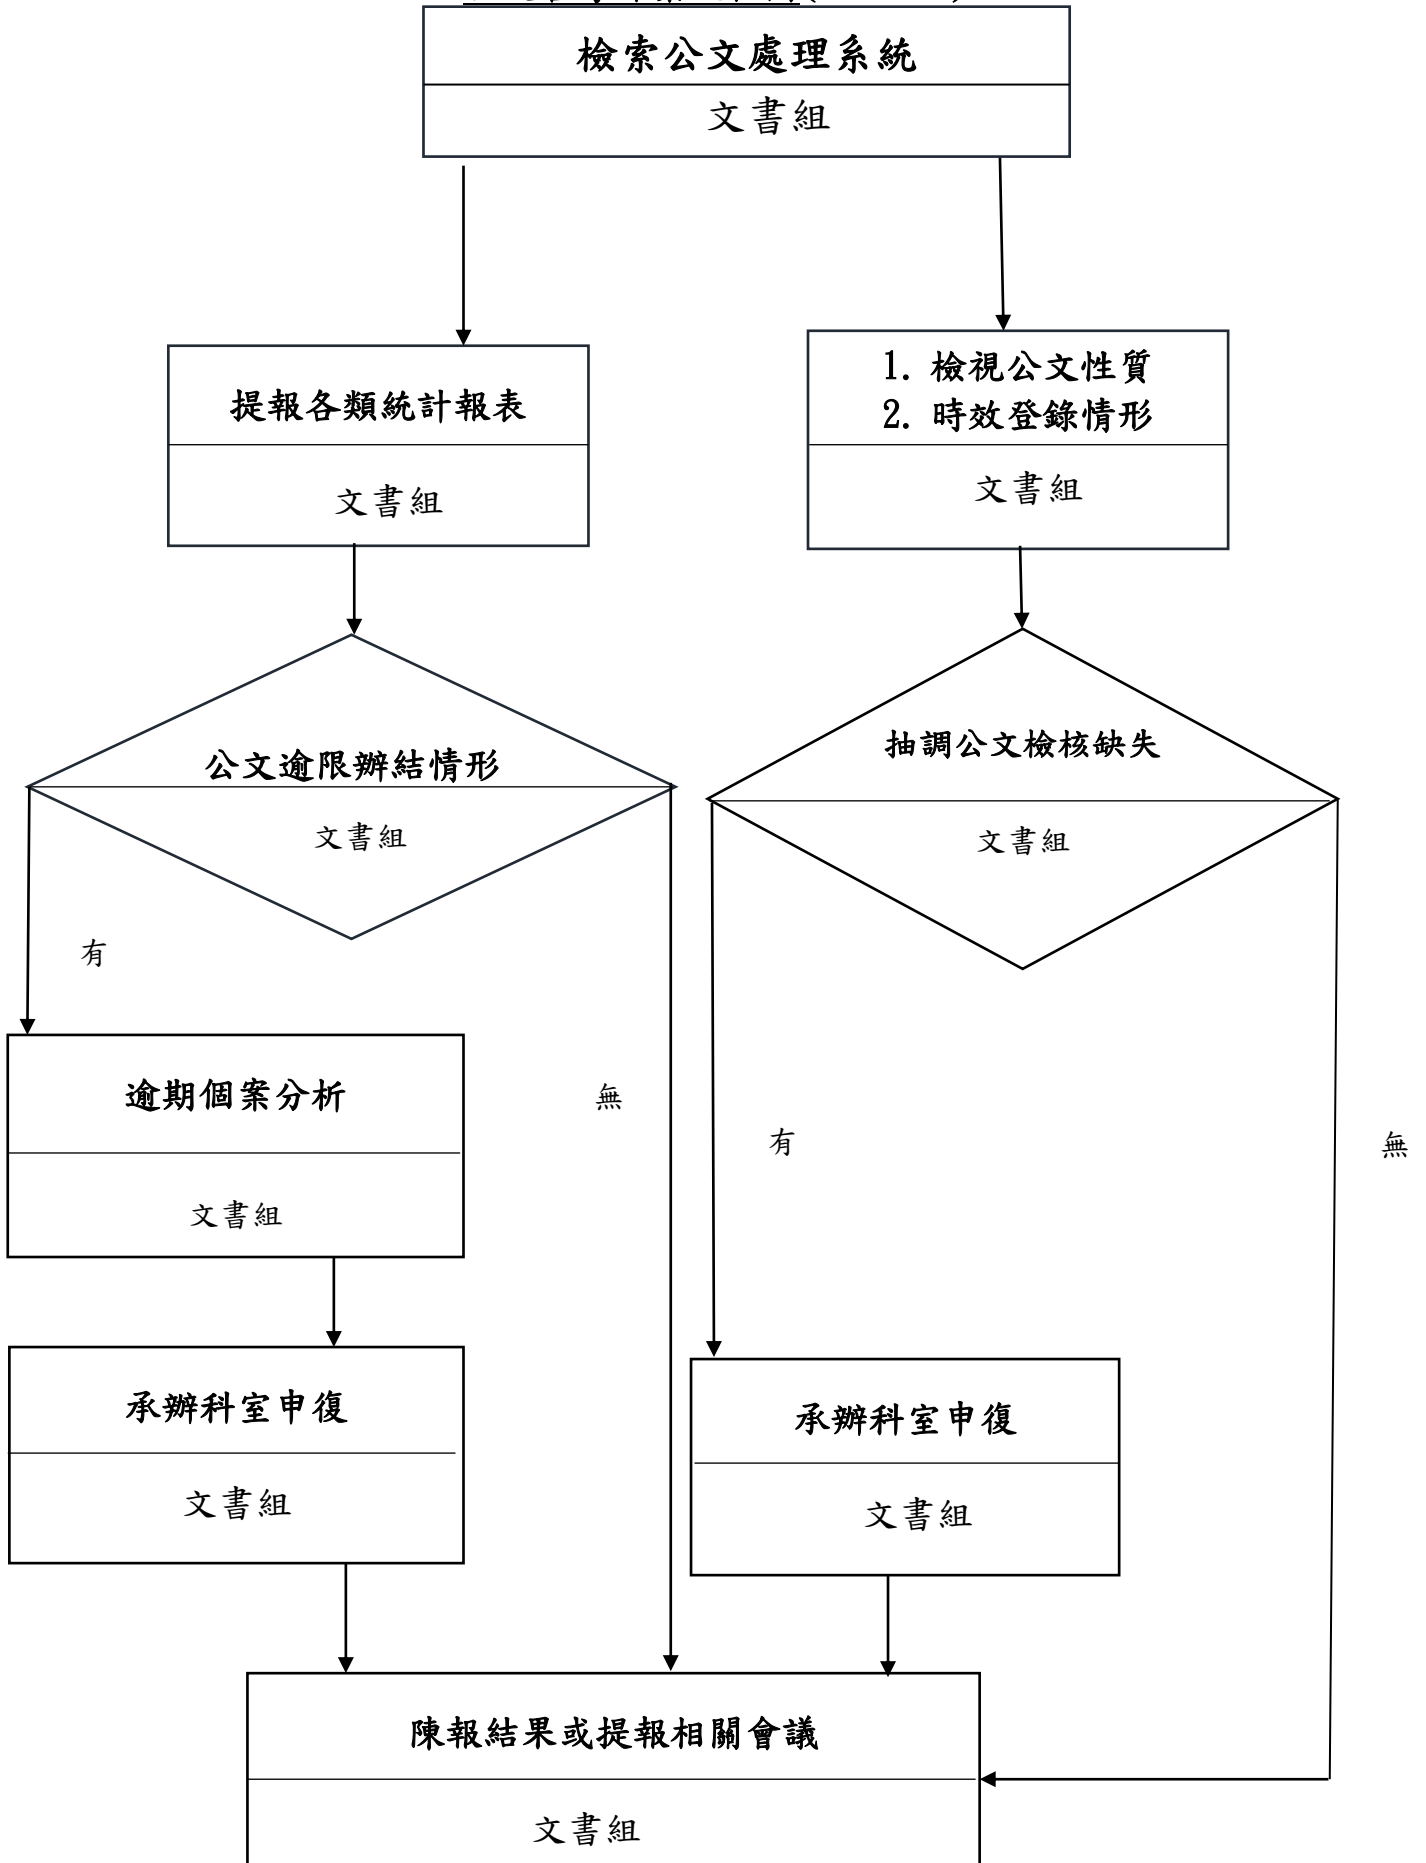 檢索公文處理系統
文書組
提報各類統計報表
文書組
1. 檢視公文性質
2. 時效登錄情形
文書組
公文逾限辦結情形
文書組
抽調公文檢核缺失
文書組
有
無
有
無
逾期個案分析
文書組
承辦科室申復
文書組
承辦科室申復
文書組
陳報結果或提報相關會議
文書組